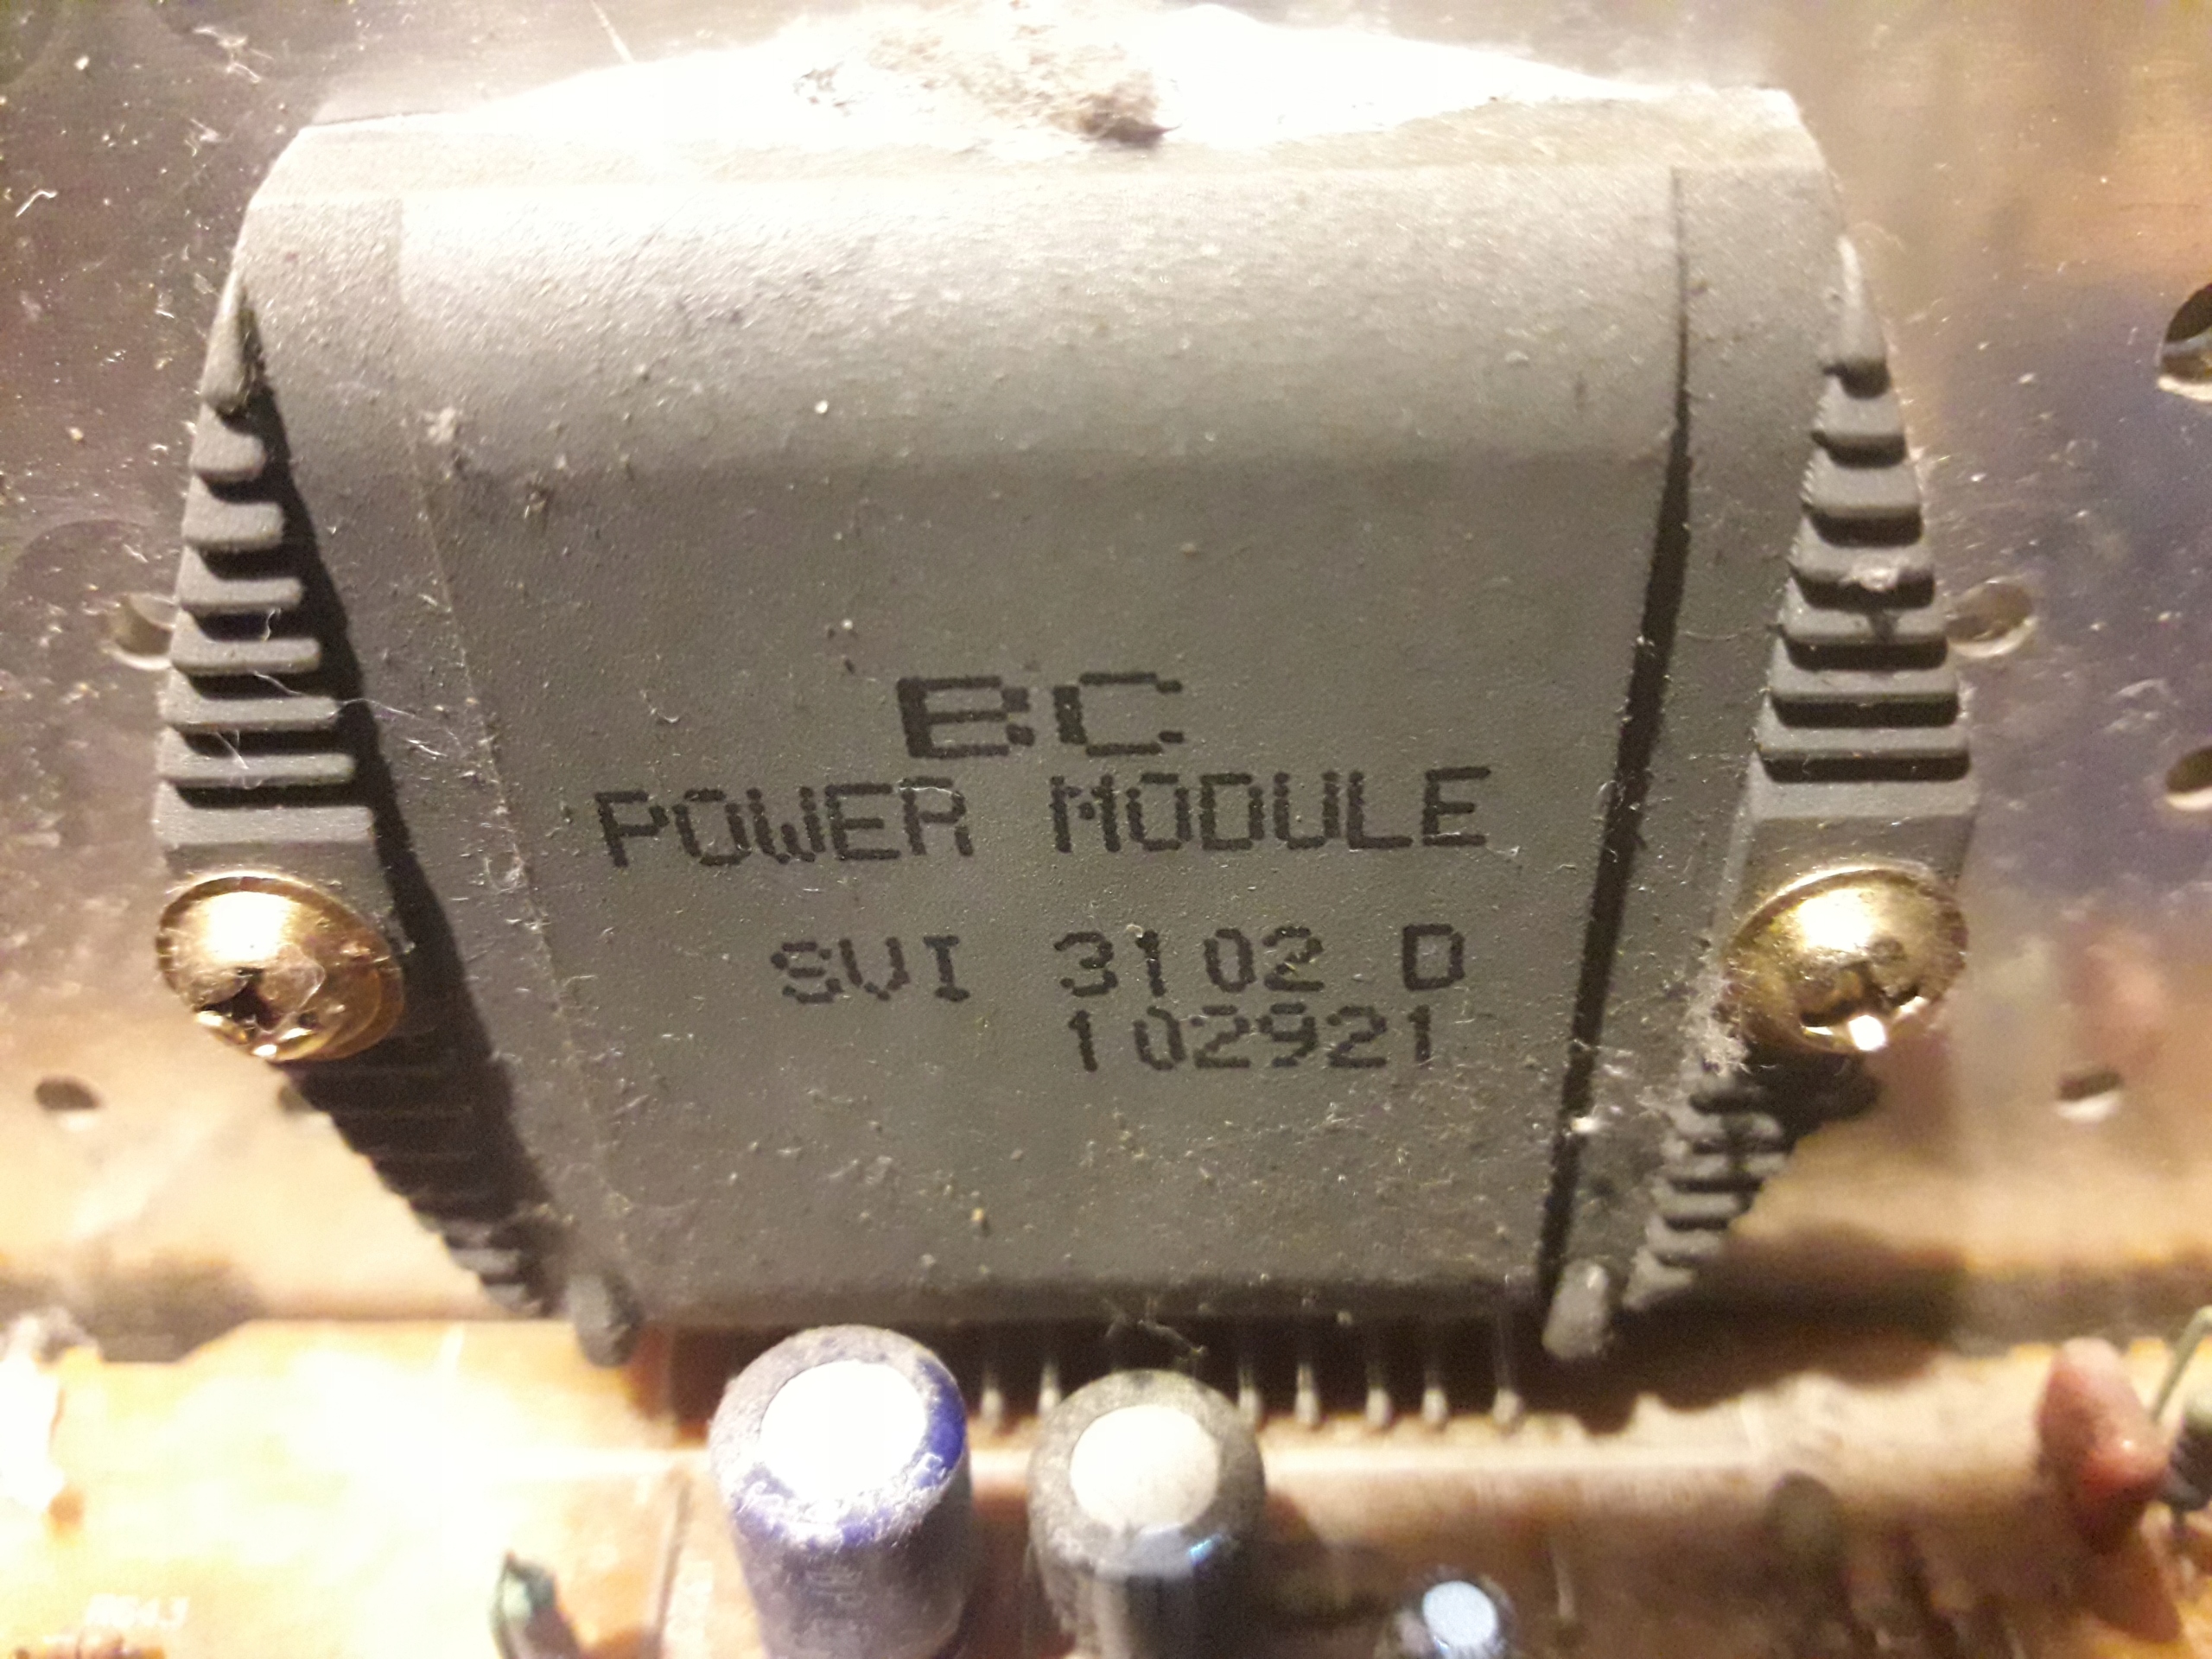 BC
POWER MODULE
SVI 3102 D
102921